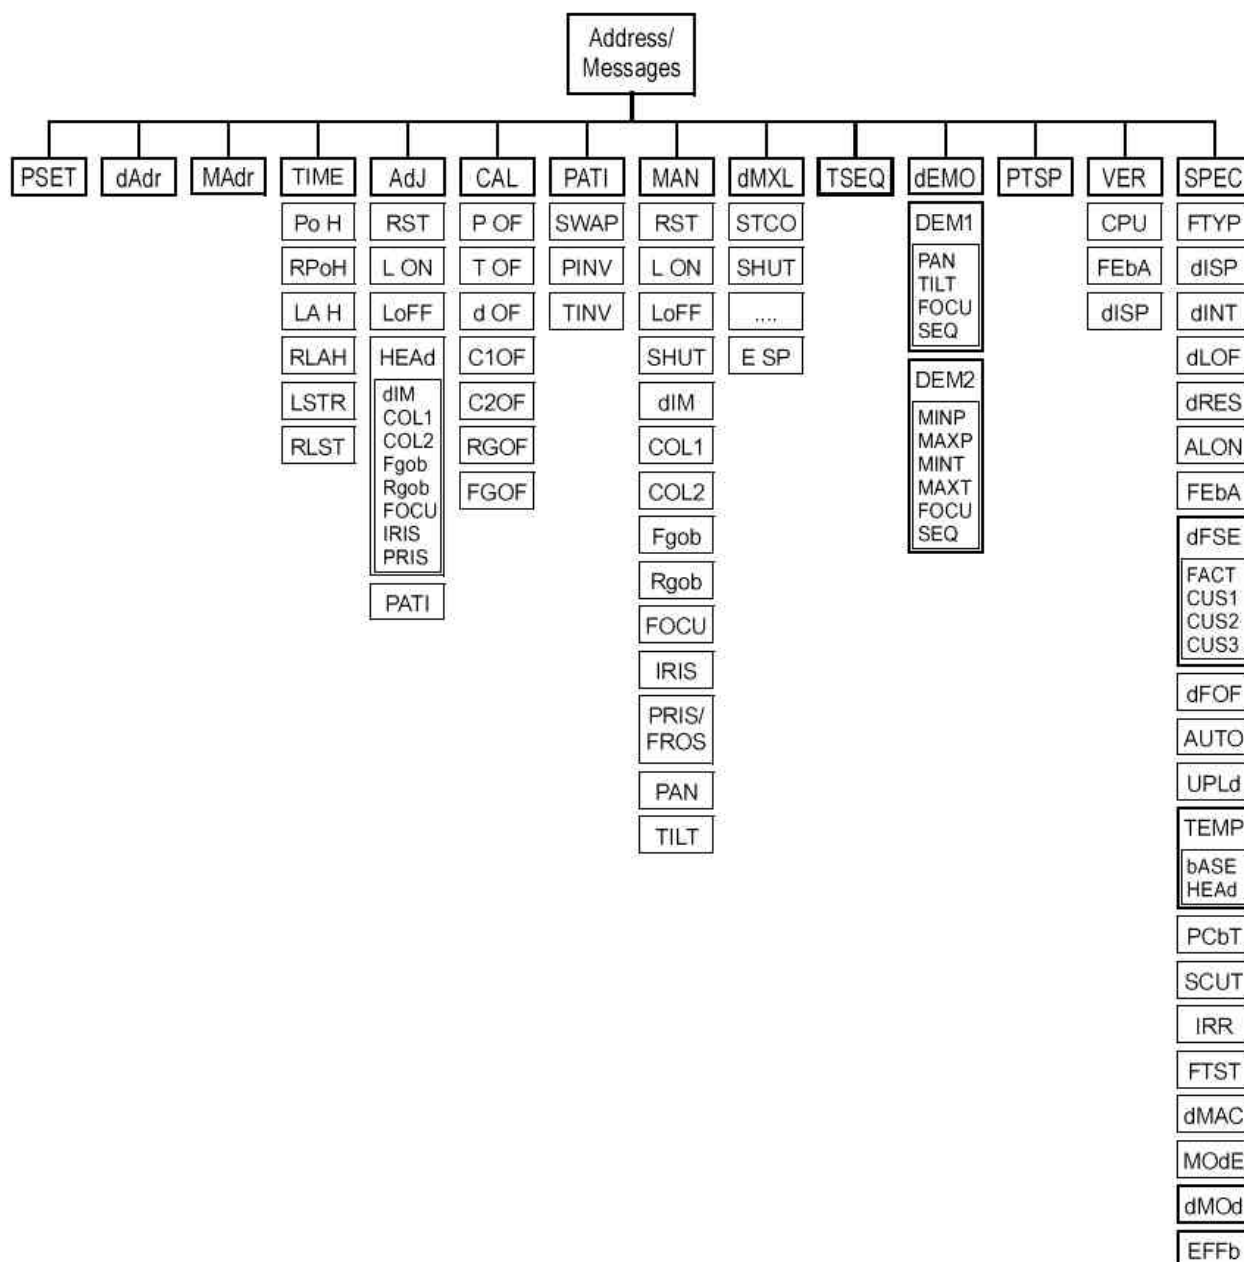 Address/
Messages
PSET
dAdr
MAdr
TIME
AdJ
CAL
PATI
MAN
dMXL
TSEQ
dEMO
PTSP
VER
SPEC
Po H
RPoH
LA H
RLAH
LSTR
RLST
RST
L ON
LoFF
HEAd
dIM
COL1
COL2
Fgob
Rgob
FOCU
IRIS
PRIS
PATI
P OF
T OF
d OF
C1OF
C2OF
RGOF
FGOF
SWAP
PINV
TINV
RST
L ON
LoFF
SHUT
dIM
COL1
COL2
Fgob
Rgob
FOCU
IRIS
PRIS/
FROS
PAN
TILT
STCO
SHUT
....
E SP
DEM1
PAN
TILT
FOCU
SEQ
DEM2
MINP
MAXP
MINT
MAXT
FOCU
SEQ
CPU
FEbA
dISP
FTYP
dISP
dINT
dLOF
dRES
ALON
FEbA
dFSE
FACT
CUS1
CUS2
CUS3
dFOF
AUTO
UPLd
TEMP
bASE
HEAd
PCbT
SCUT
IRR
FTST
dMAC
MOdE
dMOd
EFFb